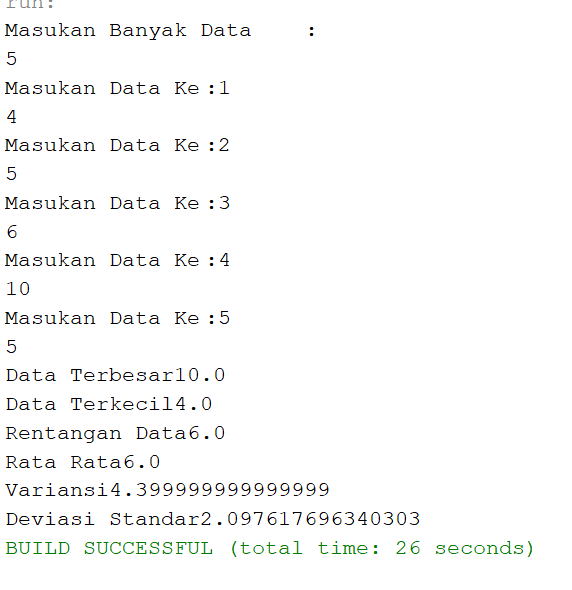 run:
Masukan Banyak Data    :
5
Masukan Data Ke :1
4
Masukan Data Ke :2
5
Masukan Data Ke :3
6
Masukan Data Ke :4
10
Masukan Data Ke :5
5
Data Terbesar10.0
Data Terkecil4.0
Rentangan Data6.0
Rata Rata6.0
Variansi4.399999999999999
Deviasi Standar2.097617696340303
BUILD SUCCESSFUL (total time: 26 seconds)